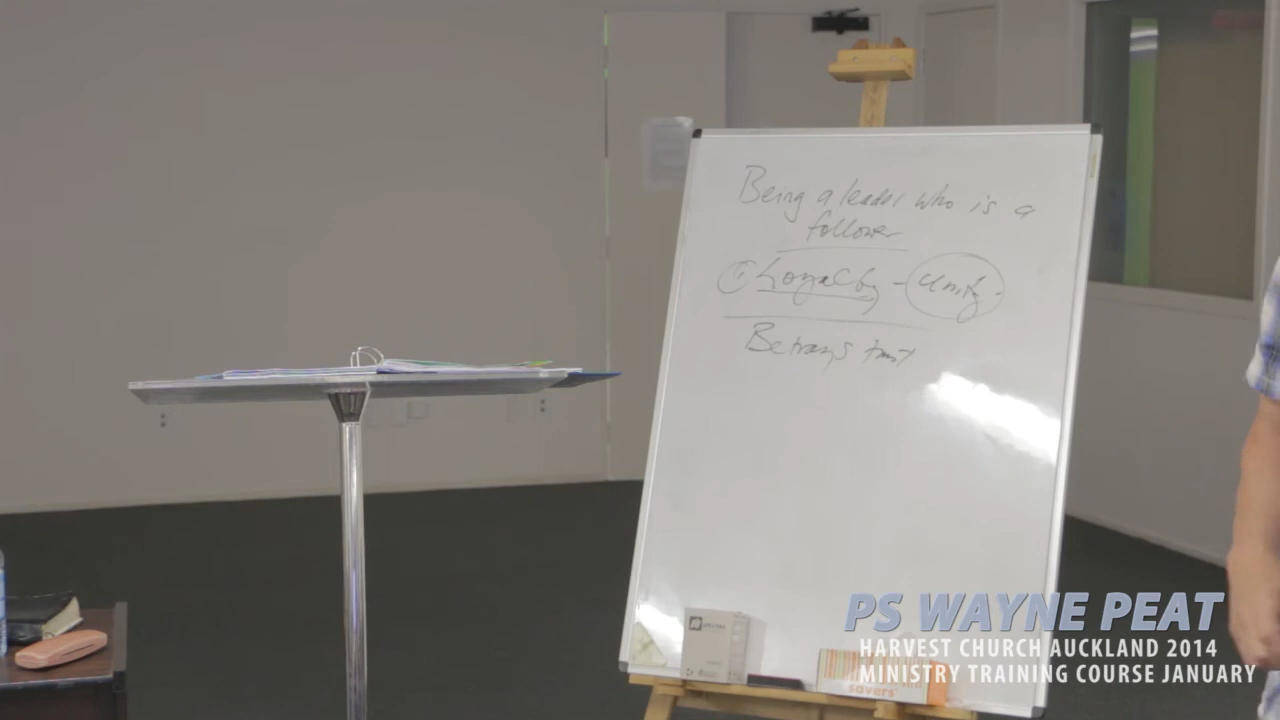 Being a leader who is a
follower
① Loyalty - Unity.
Betrays trust
savers
PS WAYNE PEAT
HARVEST CHURCH AUCKLAND 2014
MINISTRY TRAINING COURSE JANUARY